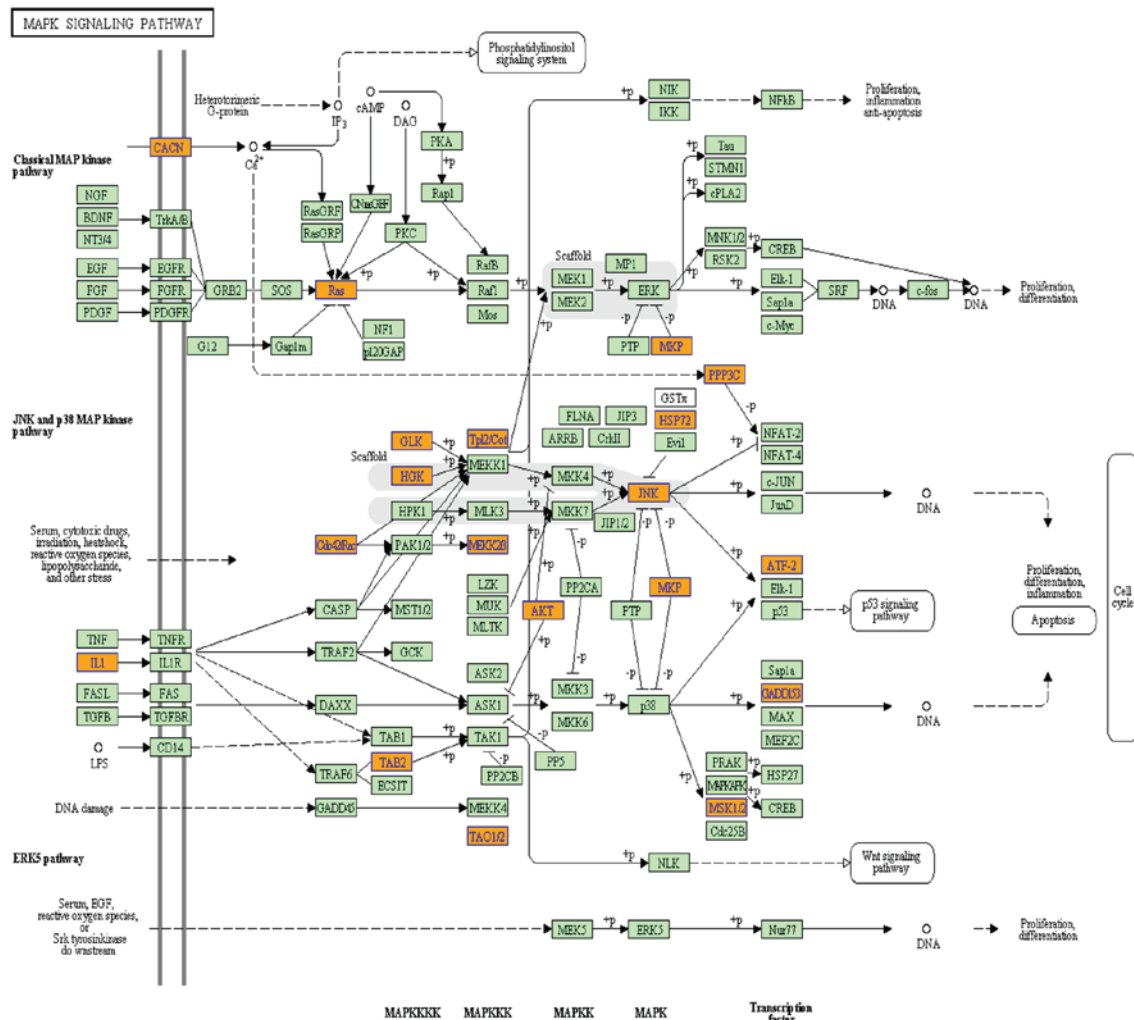 MAPK SIGNALING PATHWAY
Phosphatidylinositol
signaling system
Heterotrimeric
G-protein
IP3
cAMP
DAG
+p
NIK
IKK
NFkB
Proliferation,
inflammation
anti-apoptosis
CACN
Ca2+
PKA
+p
Tau
STMN1
+p
Classical MAP kinase
pathway
NGF
BDNF
NT3/4
TrkA/B
RasGRF
RasGRP
Rap1
PKC
cPLA2
MNK1/2
RSK2
+p
CREB
Scaffold
MP1
RafB
EGF
EGFR
FGF
FGFR
PDGF
PDGFR
GRB2
SOS
Ras
+p
+p
Raf1
Mos
+p
MEK1
MEK2
+p
ERK
+p
+p
Elk-1
Sap1a
c-Myc
SRF
DNA
c-fos
DNA
Proliferation,
differentiation
G12
Gap1m
NF1
p120GAP
+p
-p
-p
PTP
MKP
PPP3C
-p
JNK and p38 MAP kinase
pathway
GSTx
HSP72
Evi1
FLNA
JIP3
ARRB
CrkII
NFAT-2
NFAT-4
GLK
+p
Tpl2/Cot
Scaffold
HGK
+p
MEKK1
+p
MKK4
+p
JNK
+p
+p
c-JUN
JunD
DNA
HPK1
MLK3
+p
MKK7
+p
JIP1/2
Serum, cytotoxic drugs,
irradiation, heatshock,
reactive oxygen species,
lipopolysaccharide,
and other stress
Cdc42/Rac
PAK1/2
+p
MEKK2/3
+p
+p
-p
-p
-p
+p
ATF-2
Elk-1
p53
p53 signaling
pathway
Proliferation,
differentiation,
inflammation
Apoptosis
Cell
cycle
LZK
MUK
MLTK
PP2CA
AKT
PTP
MKP
CASP
MST1/2
TNF
TNFR
IL1
IL1R
TRAF2
GCK
+p
ASK2
-p
-p
-p
+p
FASL
FAS
TGFB
TGFBR
DAXX
ASK1
+p
MKK3
MKK6
+p
p38
+p
Sap1a
GADD153
MAX
MEF2C
DNA
LPS
CD14
TAB1
+p
TAK1
-p
-p
TAB2
+p
TRAF6
ECSIT
PP2CB
PP5
PRAK
MAPKAPK
+p
+p
HSP27
MSK1/2
CREB
Cdc25B
DNA damage
GADD45
MEKK4
TAO1/2
ERK5 pathway
+p
NLK
Wnt signaling
pathway
Serum, EGF,
reactive oxygen species,
or
Srk tyrosinkinase
do wnstream
MEK5
+p
ERK5
+p
Nur77
DNA
Proliferation,
differentiation
MAPKKKK
MAPKKK
MAPKK
MAPK
Transcription
factor